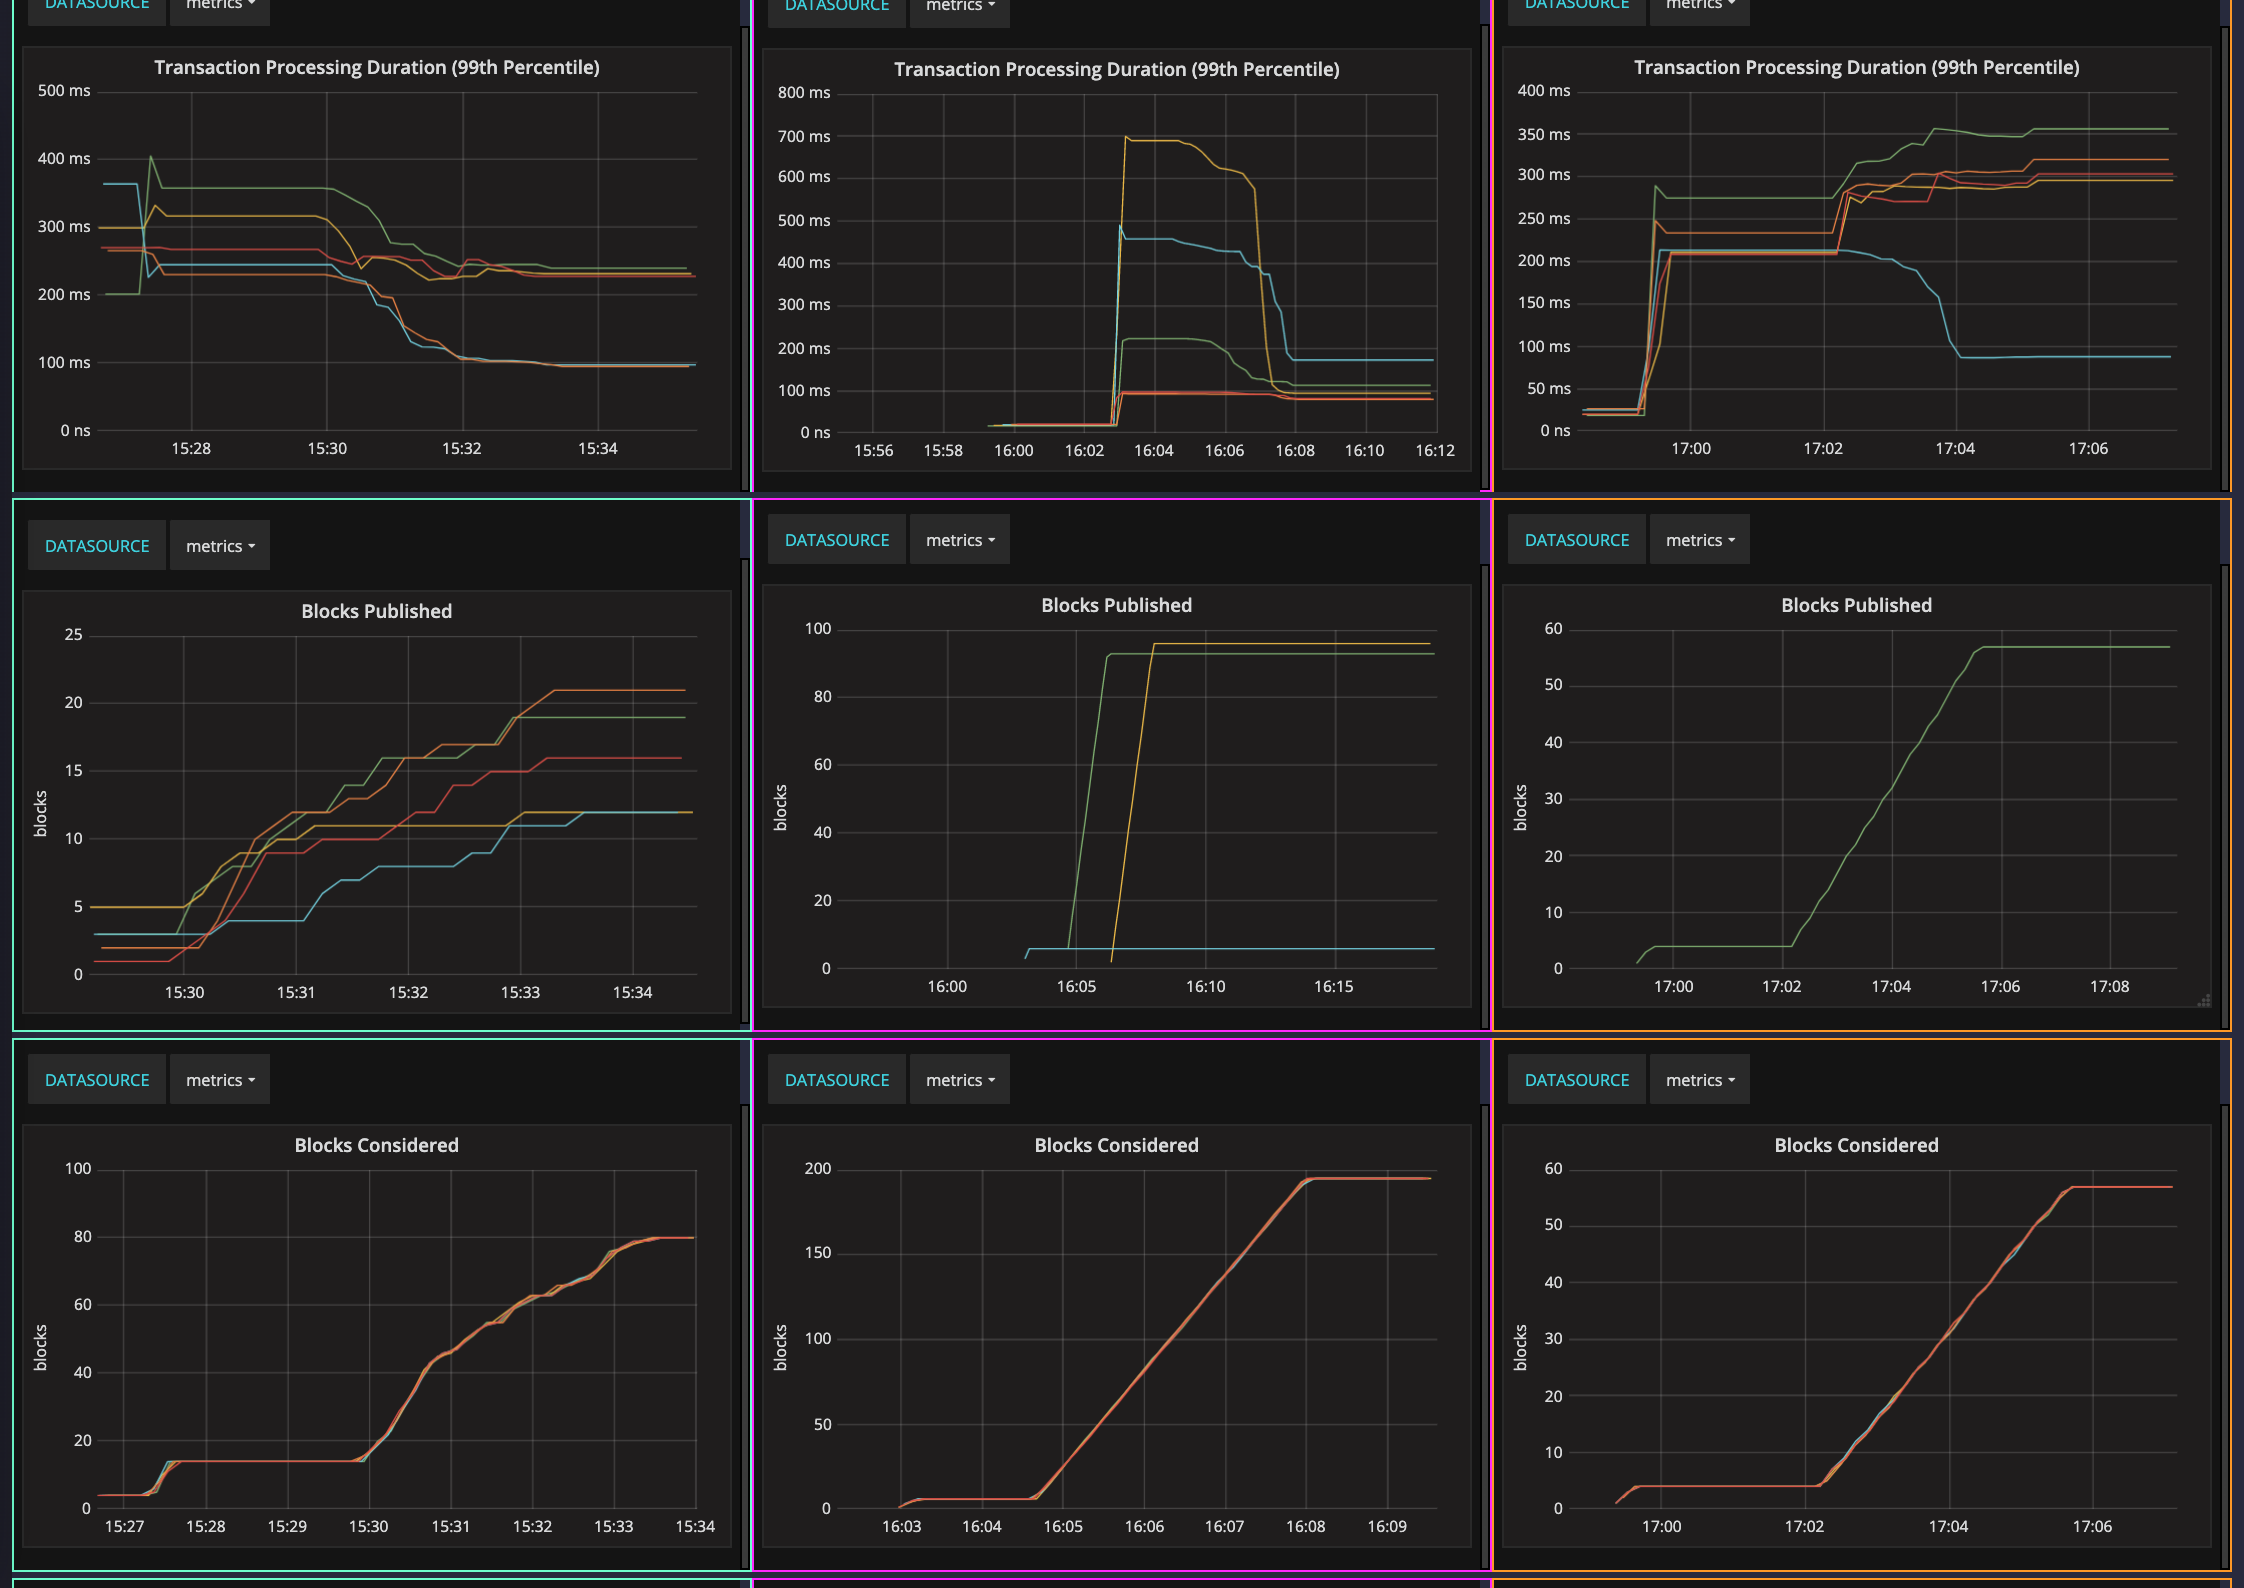 DATASOURCE metrics
Transaction Processing Duration (99th Percentile)
500 ms
400 ms
300 ms
200 ms
100 ms
0 ns
15:28 15:30 15:32 15:34
DATASOURCE metrics
Transaction Processing Duration (99th Percentile)
800 ms
700 ms
600 ms
500 ms
400 ms
300 ms
200 ms
100 ms
0 ns
15:56 15:58 16:00 16:02 16:04 16:06 16:08 16:10 16:12
DATASOURCE metrics
Transaction Processing Duration (99th Percentile)
400 ms
350 ms
300 ms
250 ms
200 ms
150 ms
100 ms
50 ms
0 ns
17:00 17:02 17:04 17:06
DATASOURCE metrics
Blocks Published
25
20
15
10
5
0
blocks
15:30 15:31 15:32 15:33 15:34
DATASOURCE metrics
Blocks Published
100
80
60
40
20
0
blocks
16:00 16:05 16:10 16:15
DATASOURCE metrics
Blocks Published
60
50
40
30
20
10
0
blocks
17:00 17:02 17:04 17:06 17:08
DATASOURCE metrics
Blocks Considered
100
80
60
40
20
0
blocks
15:27 15:28 15:29 15:30 15:31 15:32 15:33 15:34
DATASOURCE metrics
Blocks Considered
200
150
100
50
0
blocks
16:03 16:04 16:05 16:06 16:07 16:08 16:09
DATASOURCE metrics
Blocks Considered
60
50
40
30
20
10
0
blocks
17:00 17:02 17:04 17:06